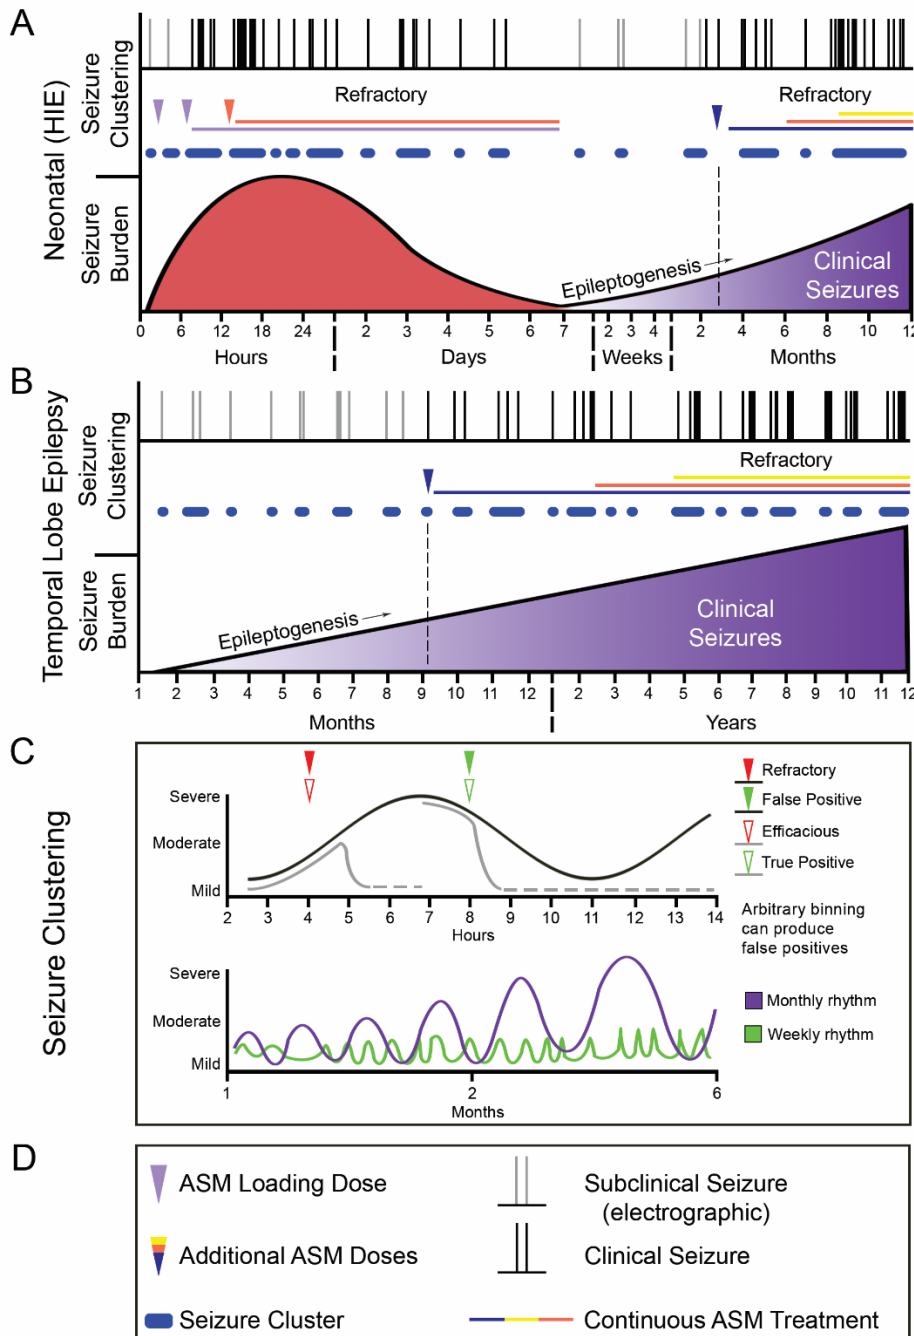 A
Neonatal (HIE)
Seizure
Clustering
Seizure
Burden
Refractory
Refractory
Epileptogenesis
Clinical
Seizures
0 6 12 18 24 2 3 4 5 6 7 2 3 4 2 4 6 8 10 12
Hours Days Weeks Months
B
Temporal Lobe Epilepsy
Seizure
Clustering
Seizure
Burden
Refractory
Epileptogenesis
Clinical
Seizures
1 2 3 4 5 6 7 8 9 10 11 12 2 3 4 5 6 7 8 9 10 11 12
Months Years
C
Seizure Clustering
Severe
Moderate
Mild
2 3 4 5 6 7 8 9 10 11 12 13 14
Hours
Refractory
False Positive
Efficacious
True Positive
Arbitrary binning
can produce
false positives
Severe
Moderate
Mild
1 2 6
Months
Monthly rhythm
Weekly rhythm
D
ASM Loading Dose
Subclinical Seizure
(electrographic)
Additional ASM Doses
Clinical Seizure
Seizure Cluster
Continuous ASM Treatment